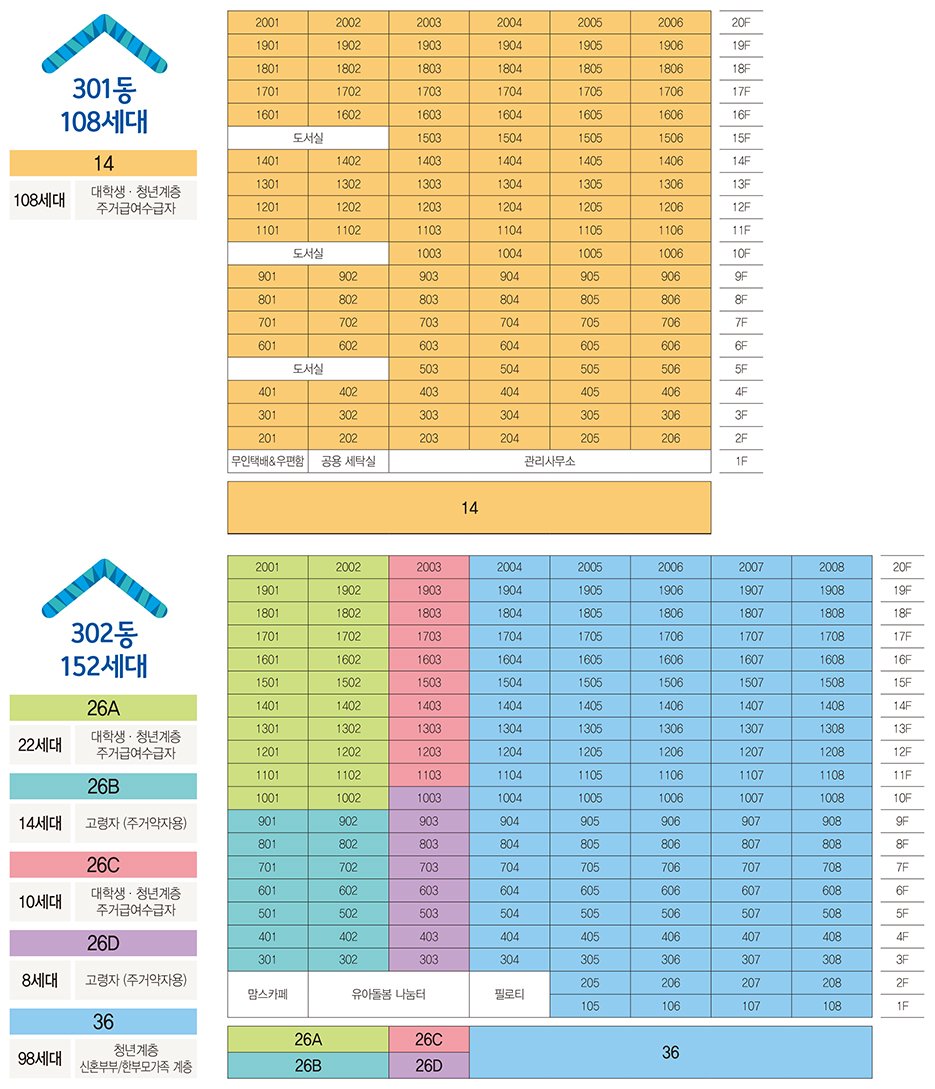 301동
108세대
14
108세대 대학생 · 청년계층
주거급여수급자
2001 2002 2003 2004 2005 2006 20F
1901 1902 1903 1904 1905 1906 19F
1801 1802 1803 1804 1805 1806 18F
1701 1702 1703 1704 1705 1706 17F
1601 1602 1603 1604 1605 1606 16F
도서실 1503 1504 1505 1506 15F
1401 1402 1403 1404 1405 1406 14F
1301 1302 1303 1304 1305 1306 13F
1201 1202 1203 1204 1205 1206 12F
1101 1102 1103 1104 1105 1106 11F
도서실 1003 1004 1005 1006 10F
901 902 903 904 905 906 9F
801 802 803 804 805 806 8F
701 702 703 704 705 706 7F
601 602 603 604 605 606 6F
도서실 503 504 505 506 5F
401 402 403 404 405 406 4F
301 302 303 304 305 306 3F
201 202 203 204 205 206 2F
무인택배&우편함 공용 세탁실 관리사무소 1F
14
302동
152세대
26A
22세대 대학생 · 청년계층
주거급여수급자
26B
14세대 고령자 (주거약자용)
26C
10세대 대학생 · 청년계층
주거급여수급자
26D
8세대 고령자 (주거약자용)
36
98세대 청년계층
신혼부부/한부모가족 계층
2001 2002 2003 2004 2005 2006 2007 2008 20F
1901 1902 1903 1904 1905 1906 1907 1908 19F
1801 1802 1803 1804 1805 1806 1807 1808 18F
1701 1702 1703 1704 1705 1706 1707 1708 17F
1601 1602 1603 1604 1605 1606 1607 1608 16F
1501 1502 1503 1504 1505 1506 1507 1508 15F
1401 1402 1403 1404 1405 1406 1407 1408 14F
1301 1302 1303 1304 1305 1306 1307 1308 13F
1201 1202 1203 1204 1205 1206 1207 1208 12F
1101 1102 1103 1104 1105 1106 1107 1108 11F
1001 1002 1003 1004 1005 1006 1007 1008 10F
901 902 903 904 905 906 907 908 9F
801 802 803 804 805 806 807 808 8F
701 702 703 704 705 706 707 708 7F
601 602 603 604 605 606 607 608 6F
501 502 503 504 505 506 507 508 5F
401 402 403 404 405 406 407 408 4F
301 302 303 304 305 306 307 308 3F
맘스카페 유아돌봄 나눔터 필로티 205 206 207 208 2F
105 106 107 108 1F
26A 26C 36
26B 26D